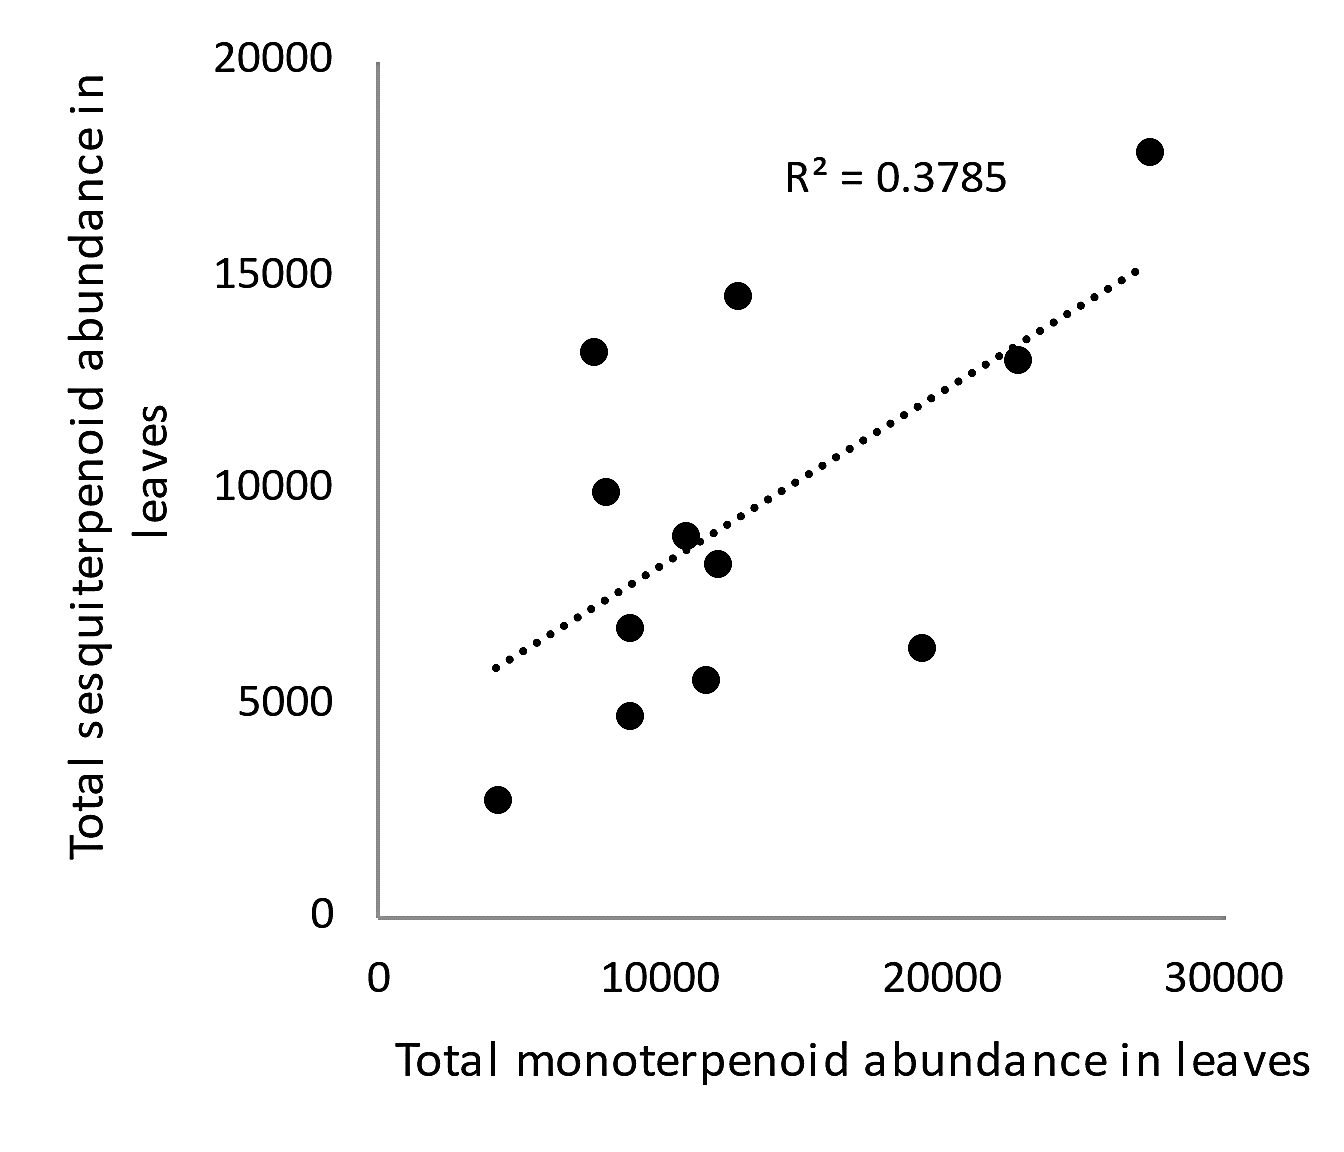 Total sesquiterpenoid abundance in
leaves
20000
15000
10000
5000
0
R² = 0.3785
0 10000 20000 30000
Total monoterpenoid abundance in leaves